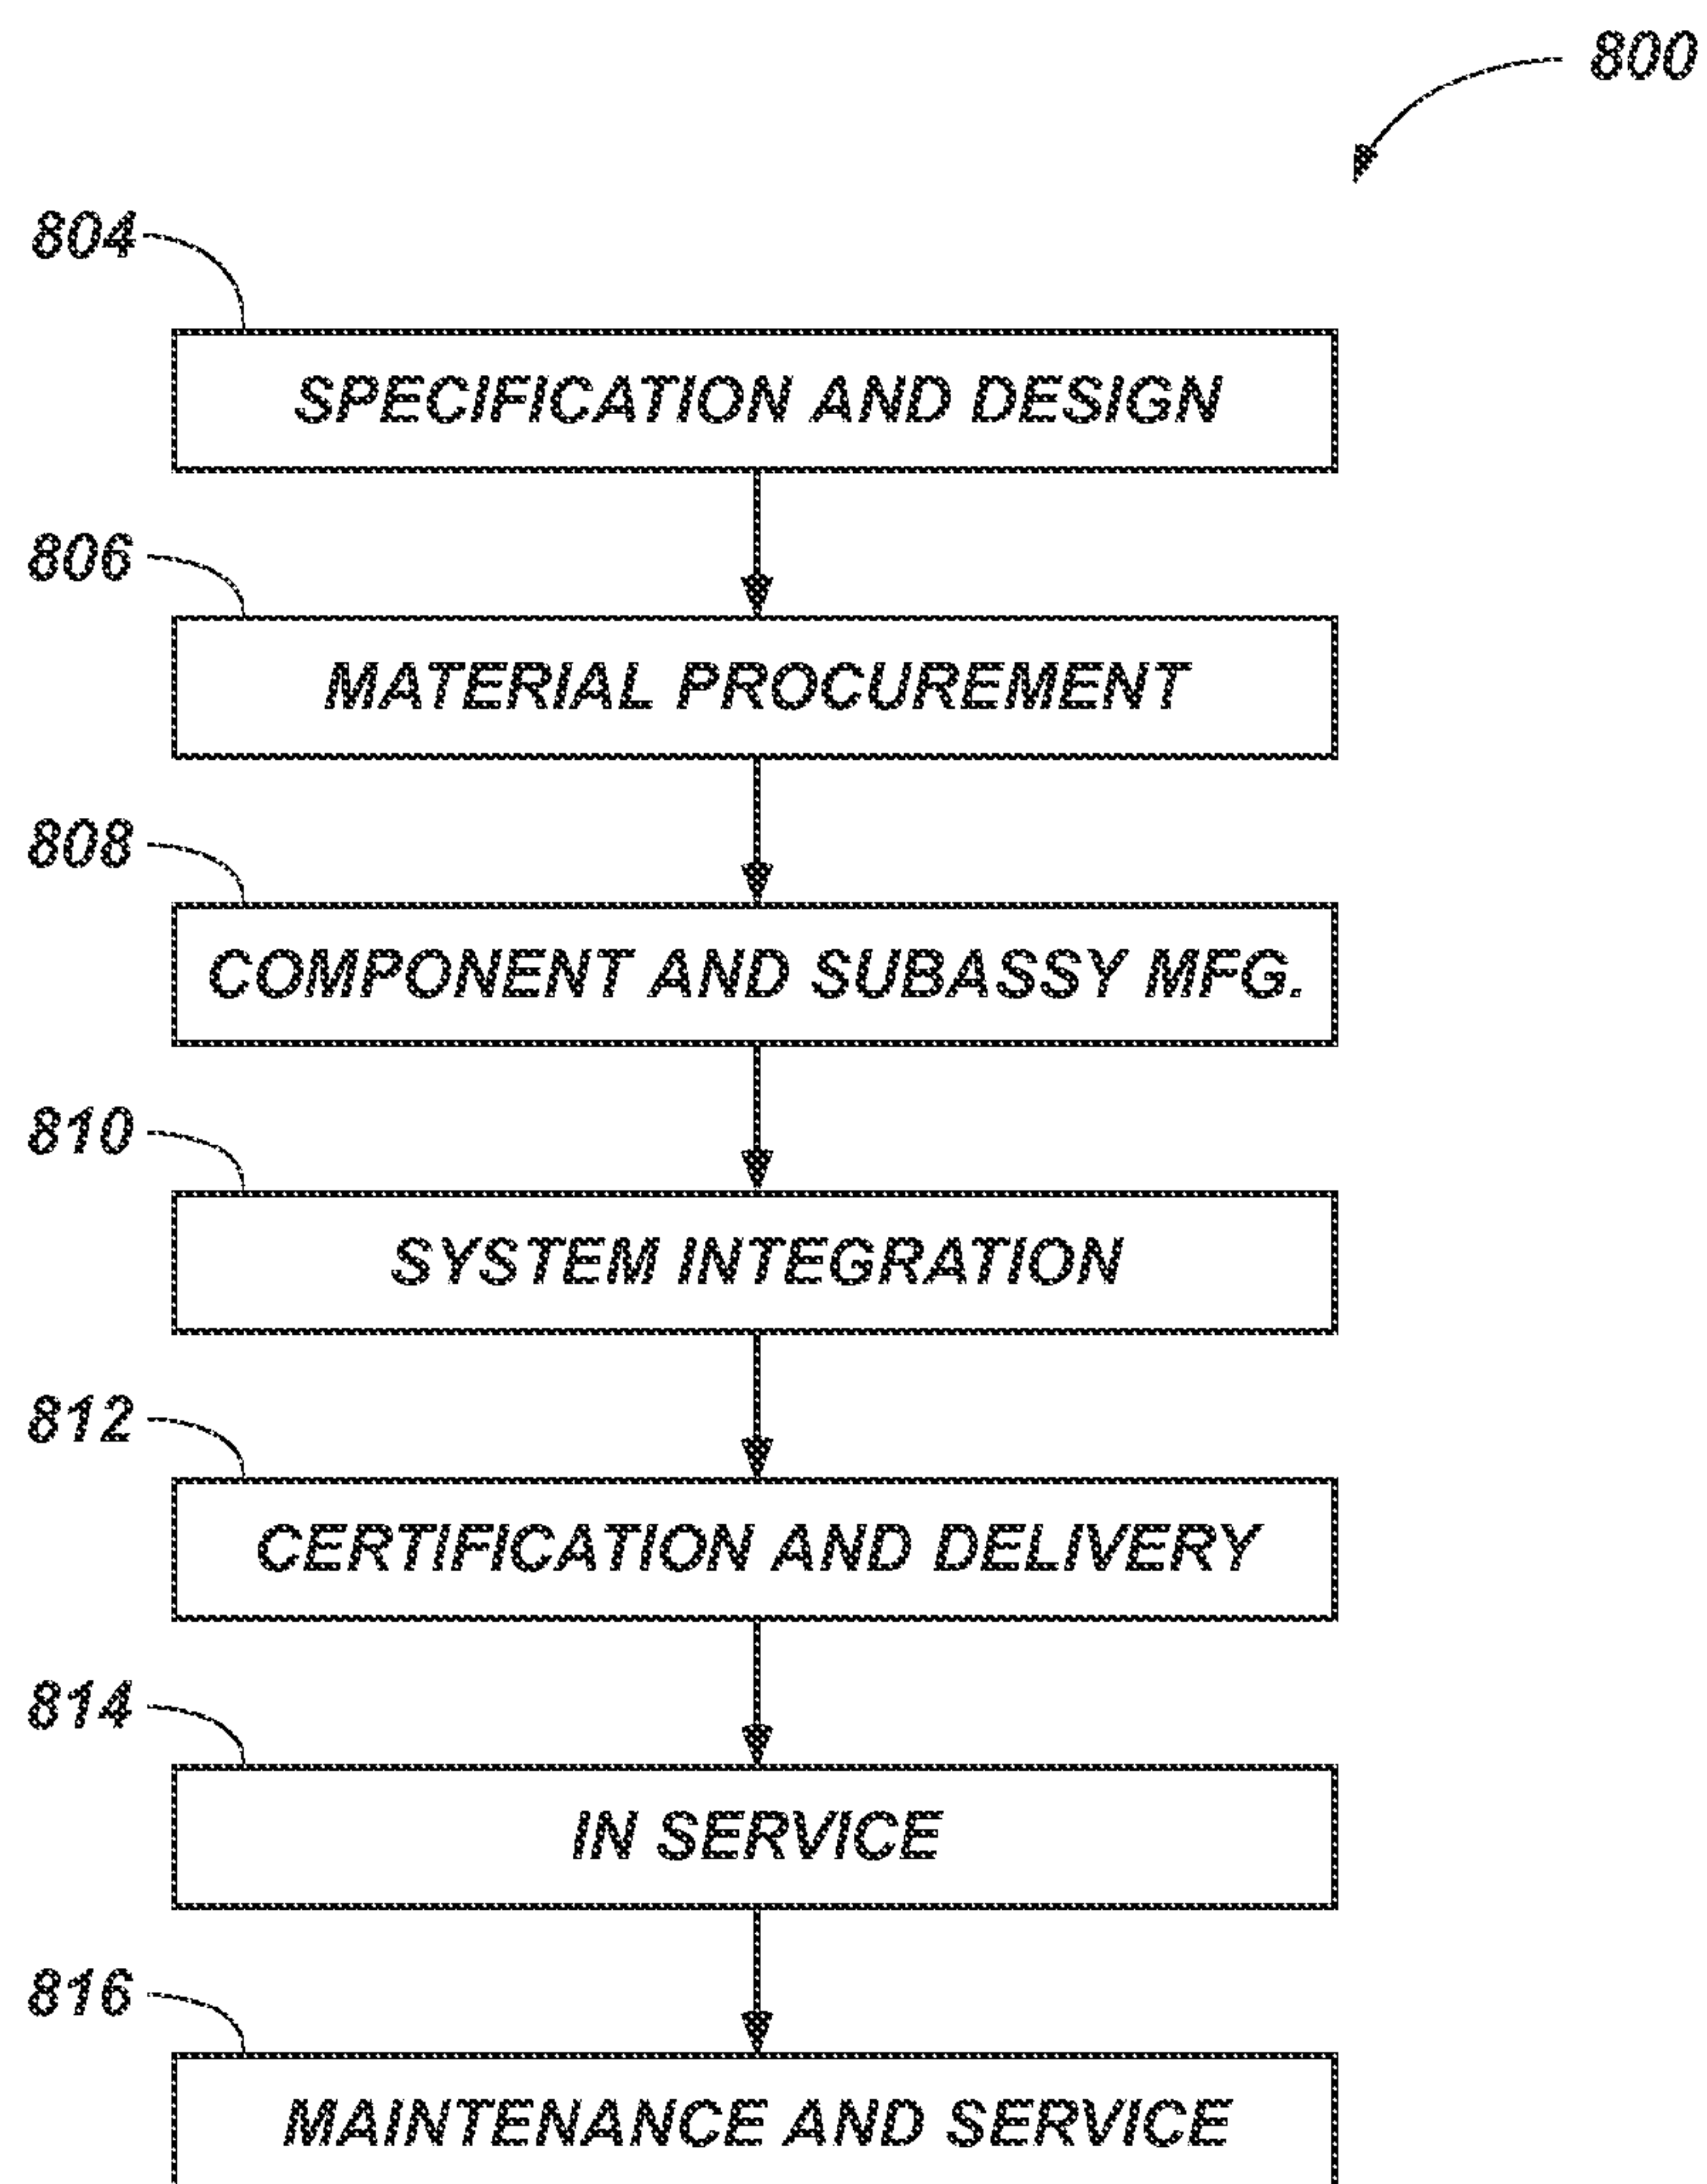 800
804
SPECIFICATION AND DESIGN
806
MATERIAL PROCUREMENT
808
COMPONENT AND SUBASSY MFG.
810
SYSTEM INTEGRATION
812
CERTIFICATION AND DELIVERY
814
IN SERVICE
816
MAINTENANCE AND SERVICE